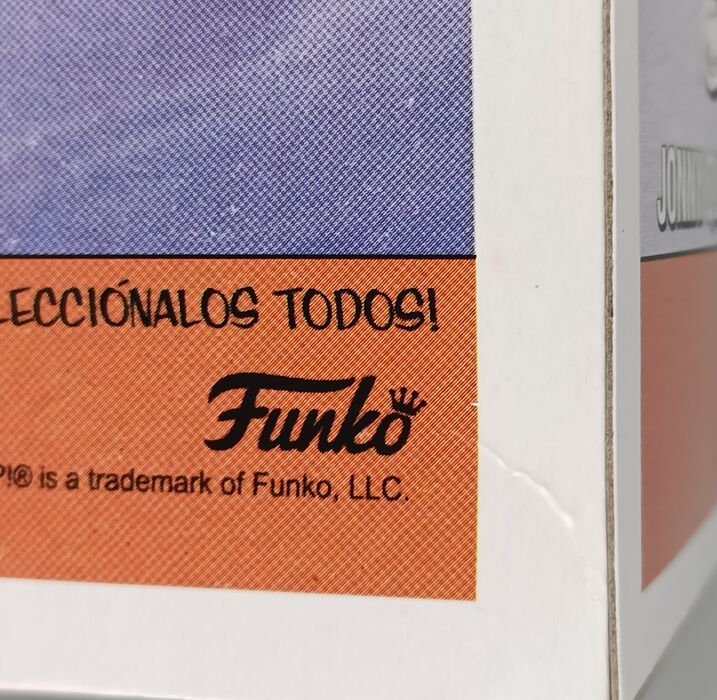 LECCIÓNALOS TODOS!
Funko
P!® is a trademark of Funko, LLC.